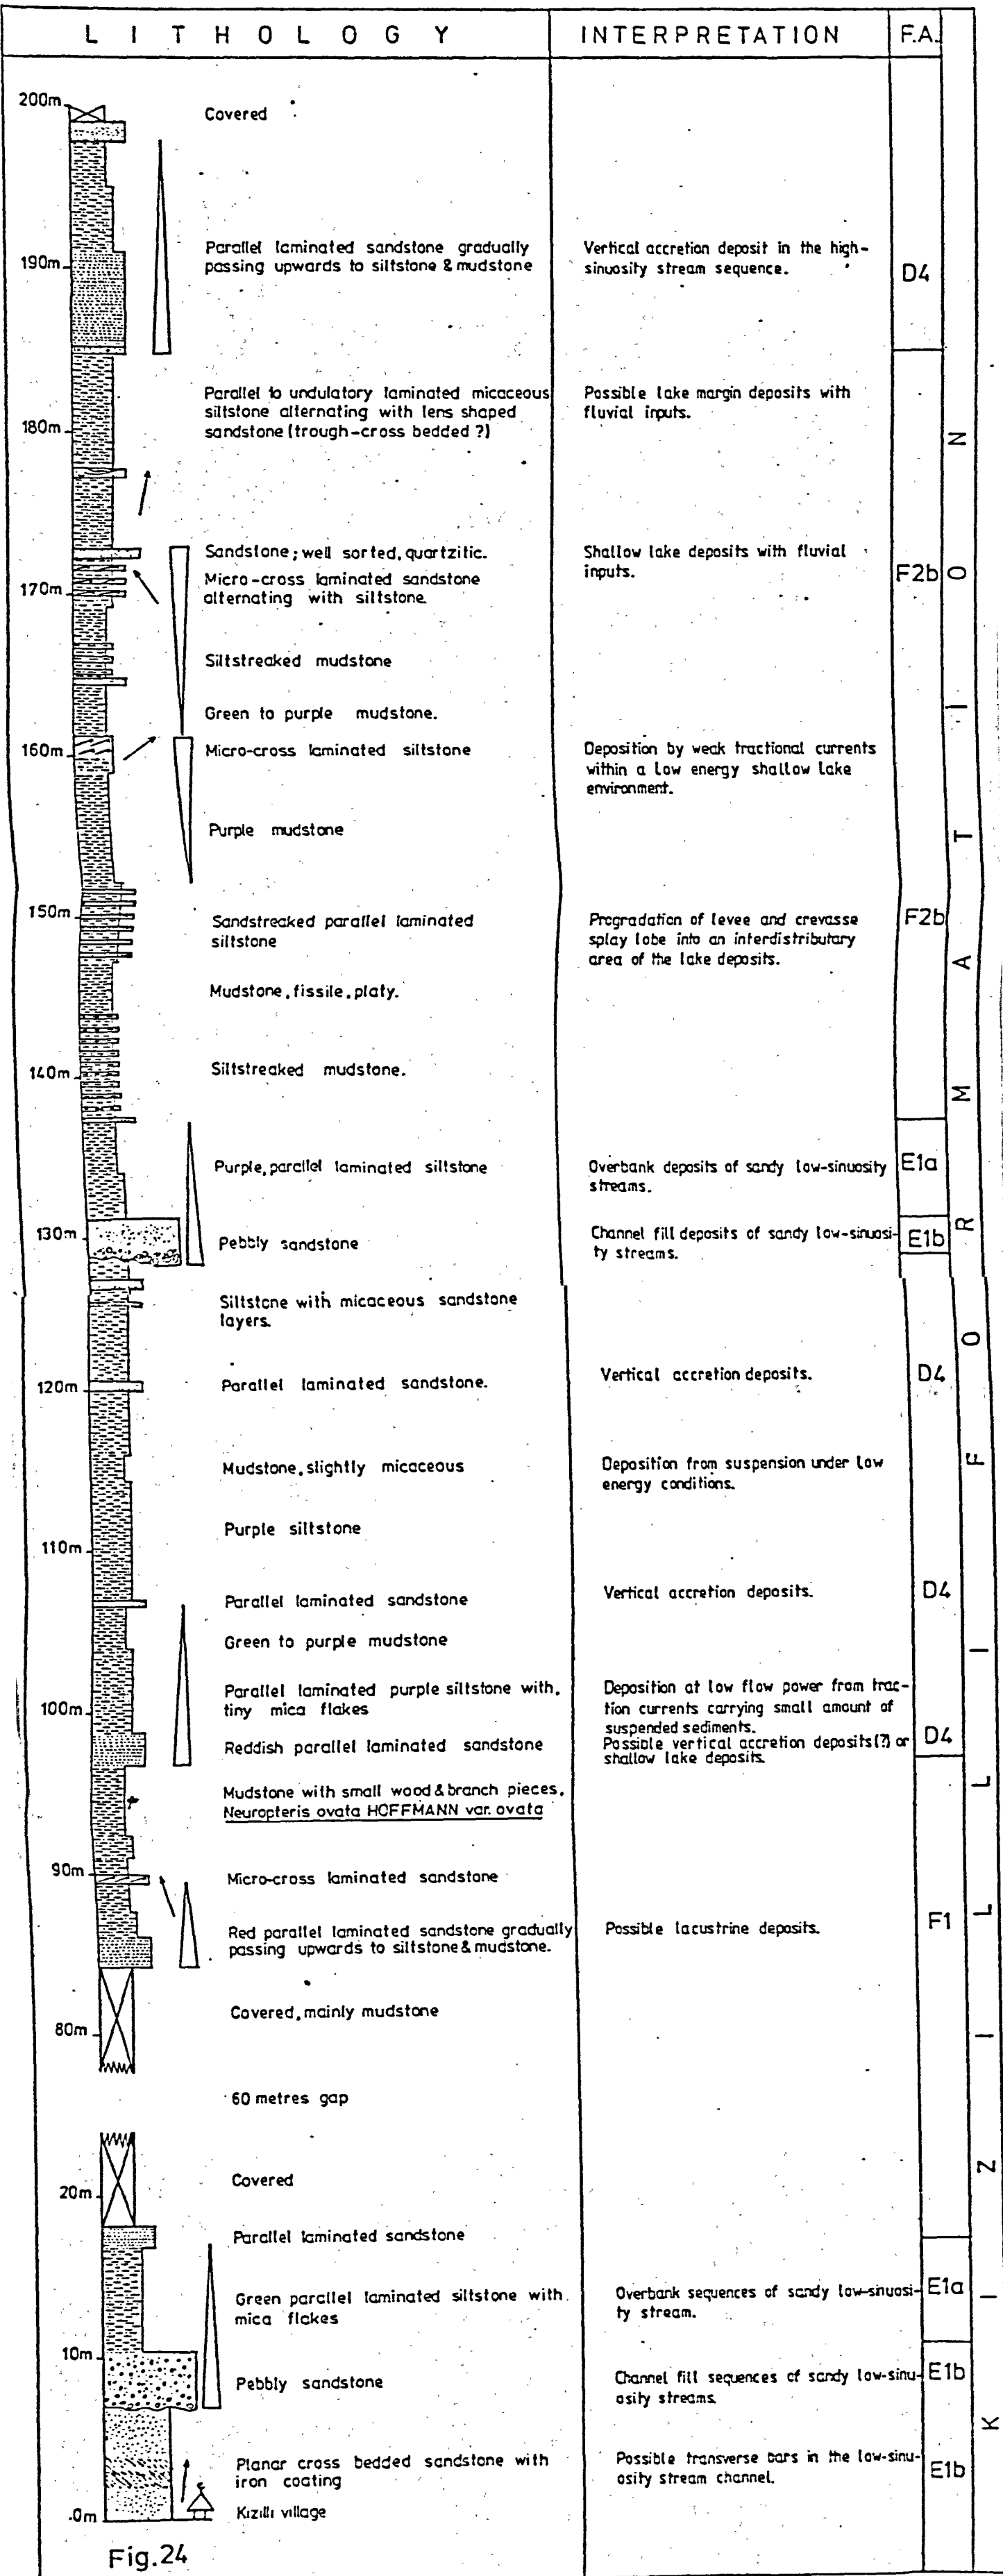 LITHOLOGY INTERPRETATION F.A.
200m
Covered
190m
Parallel laminated sandstone gradually
passing upwards to siltstone & mudstone
Vertical accretion deposit in the high-
sinuosity stream sequence.
D4
Parallel to undulatory laminated micaceous
siltstone alternating with lens shaped
sandstone (trough-cross bedded ?)
Possible lake margin deposits with
fluvial inputs.
180m
Sandstone; well sorted, quartzitic.
Micro-cross laminated sandstone
alternating with siltstone.
Shallow lake deposits with fluvial
inputs.
F2b
170m
Siltstreaked mudstone
Green to purple mudstone.
160m
Micro-cross laminated siltstone
Deposition by weak tractional currents
within a low energy shallow lake
environment.
Purple mudstone
150m
Sandstreaked parallel laminated
siltstone
Progradation of levee and crevasse
splay lobe into an interdistributary
area of the lake deposits.
F2b
Mudstone, fissile, platy.
140m
Siltstreaked mudstone.
Purple, parallel laminated siltstone
Overbank deposits of sandy low-sinuosity
streams.
E1a
130m
Pebbly sandstone
Channel fill deposits of sandy low-sinuosi-
ty streams.
E1b
Siltstone with micaceous sandstone
layers.
120m
Parallel laminated sandstone.
Vertical accretion deposits.
D4
Mudstone, slightly micaceous
Deposition from suspension under low
energy conditions.
Purple siltstone
110m
Parallel laminated sandstone
Vertical accretion deposits.
D4
Green to purple mudstone
100m
Parallel laminated purple siltstone with,
tiny mica flakes
Deposition at low flow power from trac-
tion currents carrying small amount of
suspended sediments.
Reddish parallel laminated sandstone
Possible vertical accretion deposits(?) or
shallow lake deposits.
D4
Mudstone with small wood & branch pieces,
Neuropteris ovata HOFFMANN var. ovata
90m
Micro-cross laminated sandstone
Red parallel laminated sandstone gradually
passing upwards to siltstone & mudstone.
Possible lacustrine deposits.
F1
80m
Covered, mainly mudstone
60 metres gap
20m
Covered
Parallel laminated sandstone
Green parallel laminated siltstone with
mica flakes
Overbank sequences of sandy low-sinuosi-
ty stream.
E1a
10m
Pebbly sandstone
Channel fill sequences of sandy low-sinu-
osity streams.
E1b
Planar cross bedded sandstone with
iron coating
Possible transverse bars in the low-sinu-
osity stream channel.
E1b
0m
Kızıllı village
KIZILLI FORMATION
Fig.24